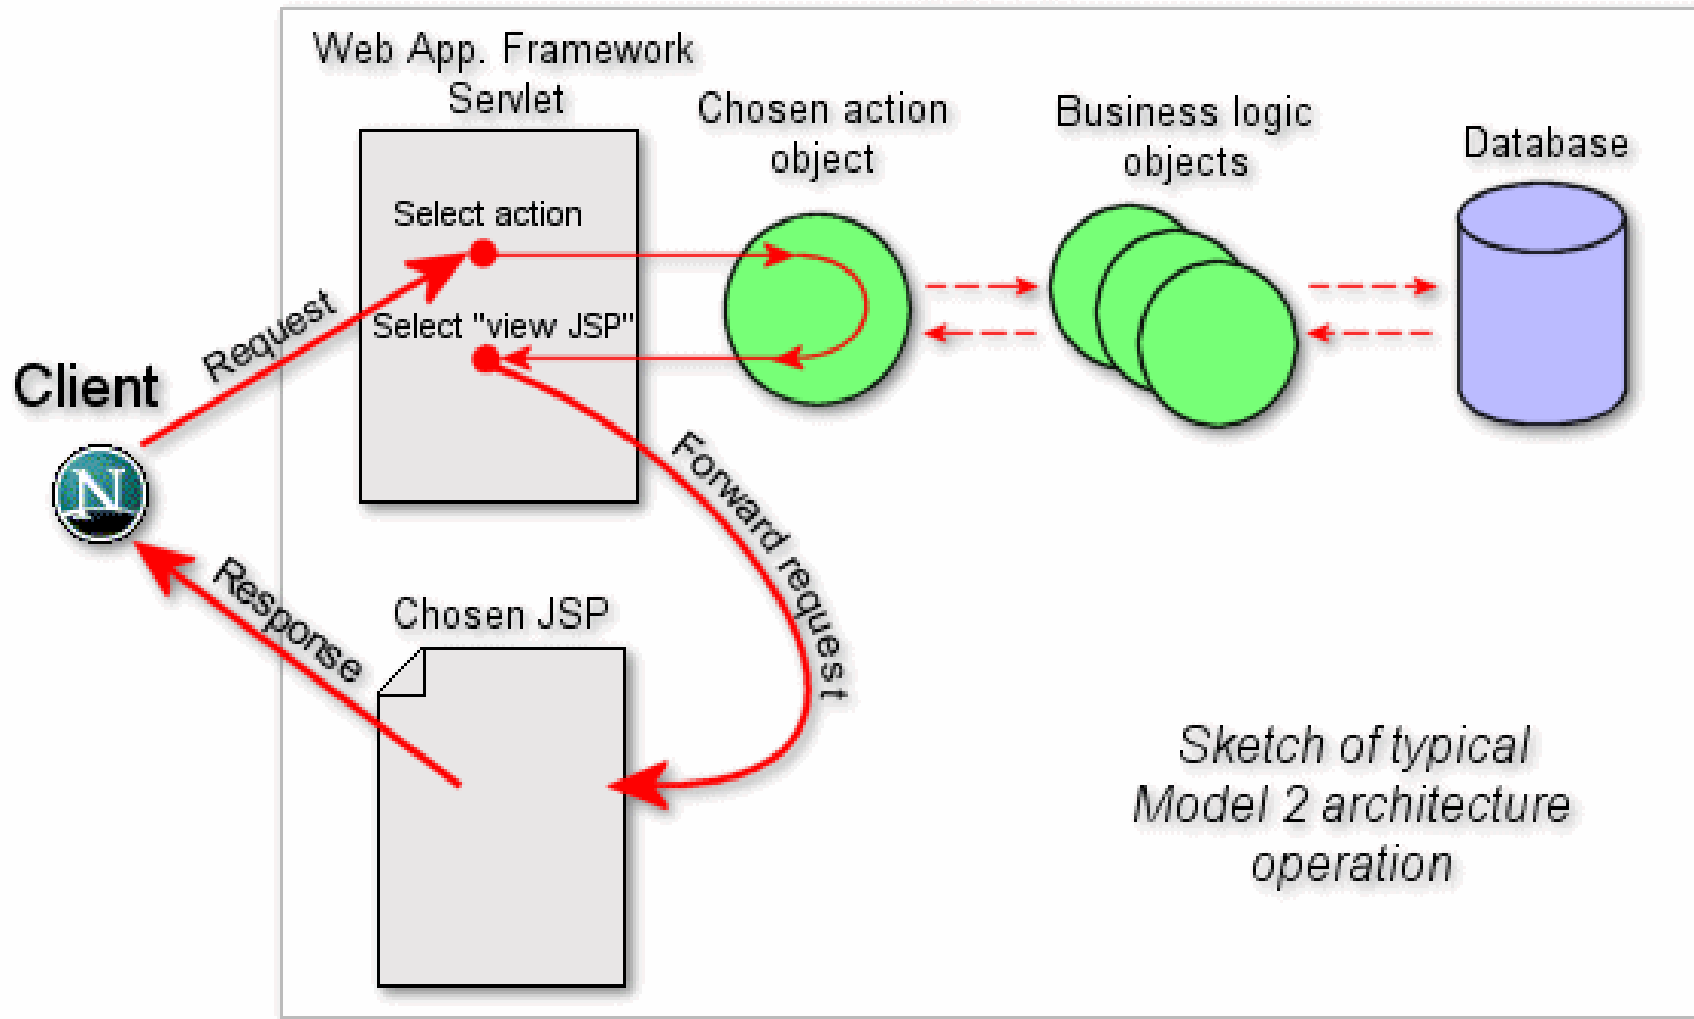 Web App. Framework
Servlet
Chosen action
object
Business logic
objects
Database
Select action
Select "view JSP"
Request
Client
N
Forward request
Response
Chosen JSP
Sketch of typical
Model 2 architecture
operation